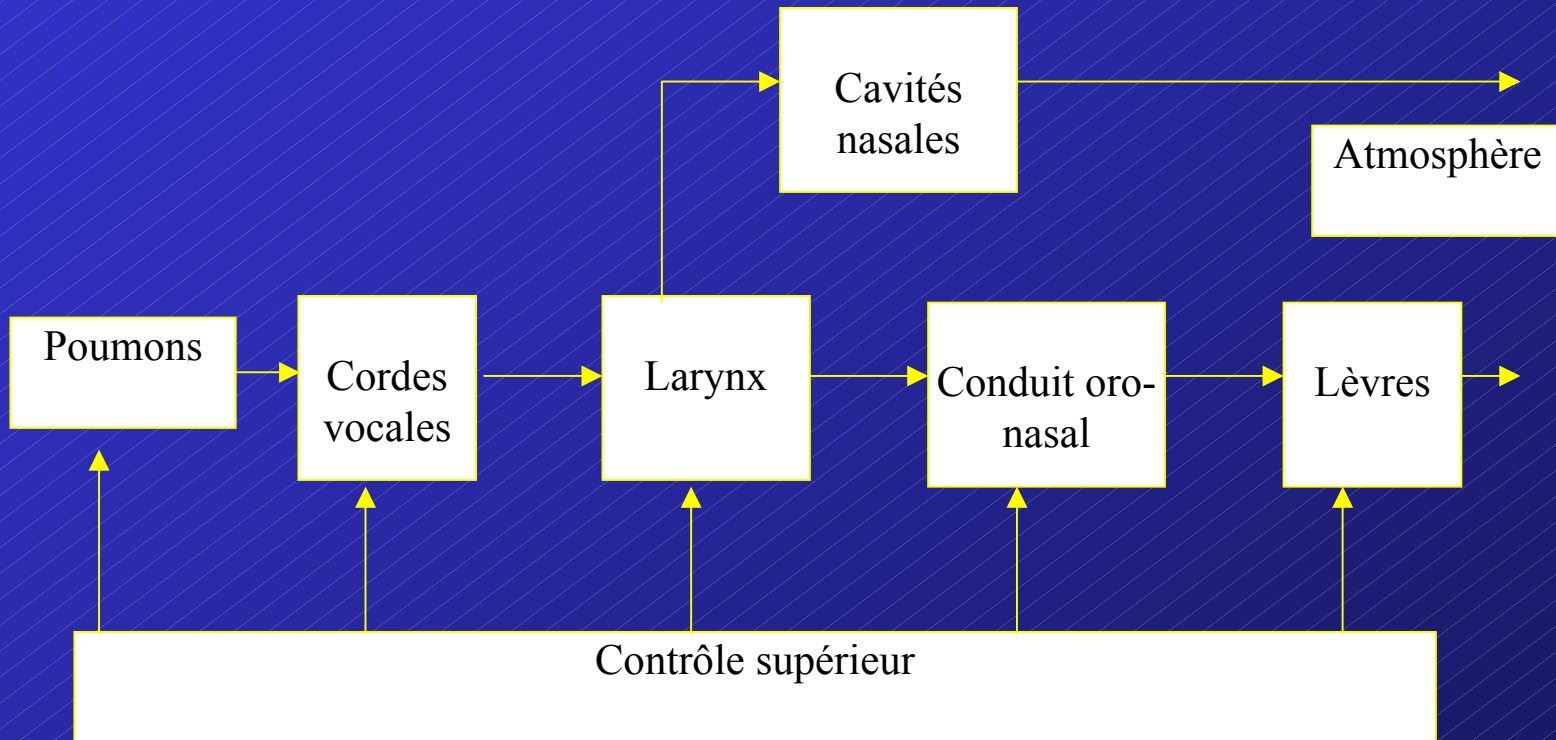 Cavités
nasales
Atmosphère
Poumons
Cordes
vocales
Larynx
Conduit oro-
nasal
Lèvres
Contrôle supérieur